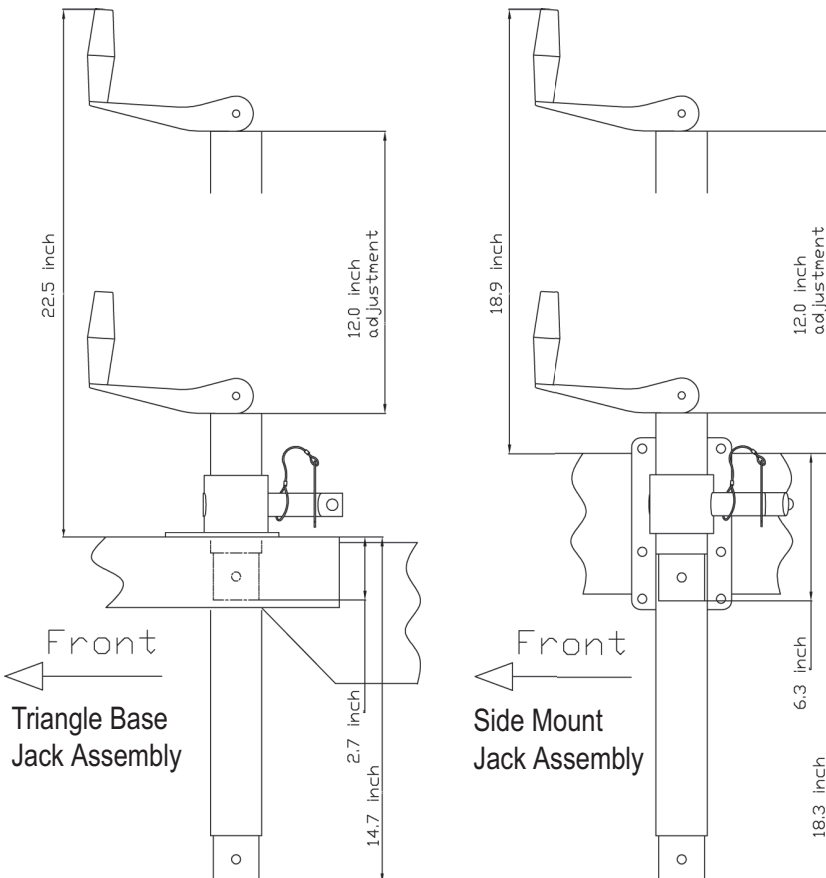 22.5 inch
12.0 inch
adjustment
Front
Triangle Base
Jack Assembly
2.7 inch
14.7 inch
18.9 inch
12.0 inch
adjustment
Front
Side Mount
Jack Assembly
6.3 inch
18.3 inch